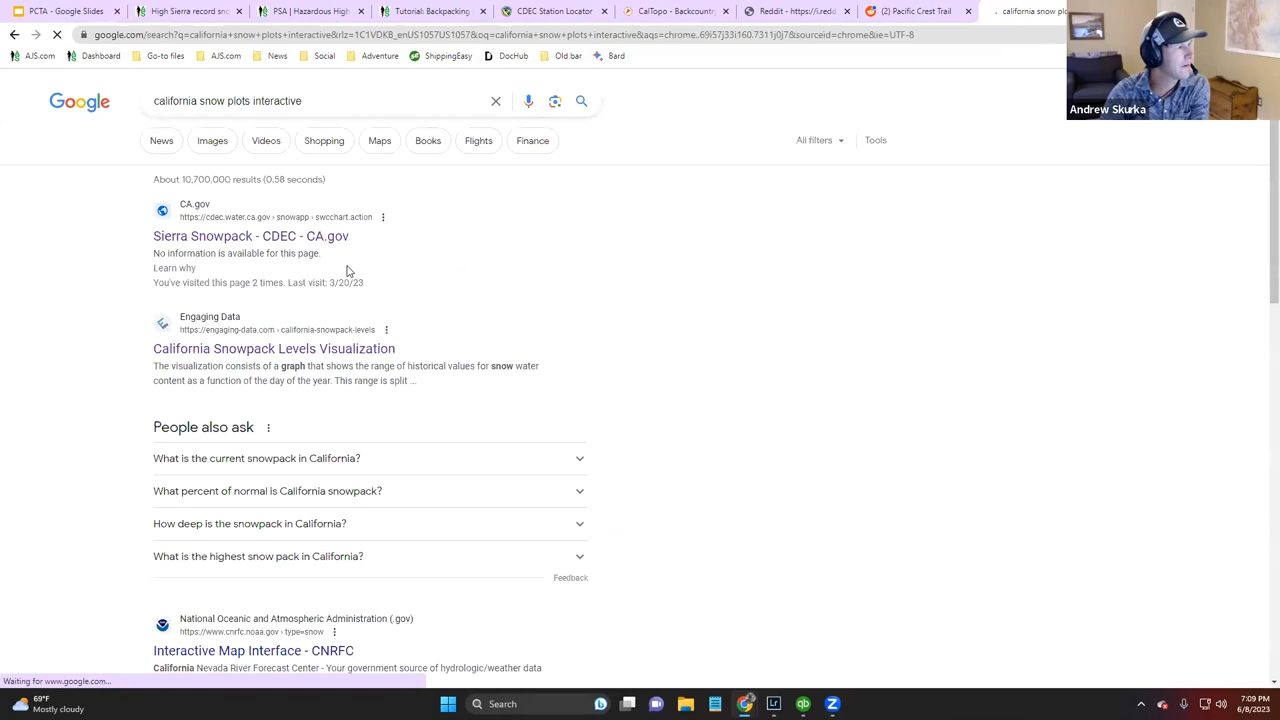 PCTA - Google Slides
High Sierra record sno
PSA | Hazardous High
Tutorial: Backpacking
CDEC Station Locator
CalTopo - Backcountr
Reddit - https://i.redd
(2) Pacific Crest Trail
california snow plo
google.com/search?q=california+snow+plots+interactive&rlz=1C1VDKB_enUS1057US1057&oq=california+snow+plots+interactive&aqs=chrome..69i57j33i160.7311j0j7&sourceid=chrome&ie=UTF-8
AJS.com
Dashboard
Go-to files
AJS.com
News
Social
Adventure
ShippingEasy
DocHub
Old bar
Bard
Andrew Skurka
Google
california snow plots interactive
News
Images
Videos
Shopping
Maps
Books
Flights
Finance
All filters
Tools
About 10,700,000 results (0.58 seconds)
CA.gov
https://cdec.water.ca.gov › snowapp › swcchart.action
Sierra Snowpack - CDEC - CA.gov
No information is available for this page.
Learn why
You've visited this page 2 times. Last visit: 3/20/23
Engaging Data
https://engaging-data.com › california-snowpack-levels
California Snowpack Levels Visualization
The visualization consists of a graph that shows the range of historical values for snow water
content as a function of the day of the year. This range is split ...
People also ask
What is the current snowpack in California?
What percent of normal is California snowpack?
How deep is the snowpack in California?
What is the highest snow pack in California?
Feedback
National Oceanic and Atmospheric Administration (.gov)
https://www.cnrfc.noaa.gov › type=snow
Interactive Map Interface - CNRFC
California Nevada River Forecast Center - Your government source of hydrologic/weather data
Waiting for www.google.com...
69°F
Mostly cloudy
Search
7:09 PM
6/8/2023